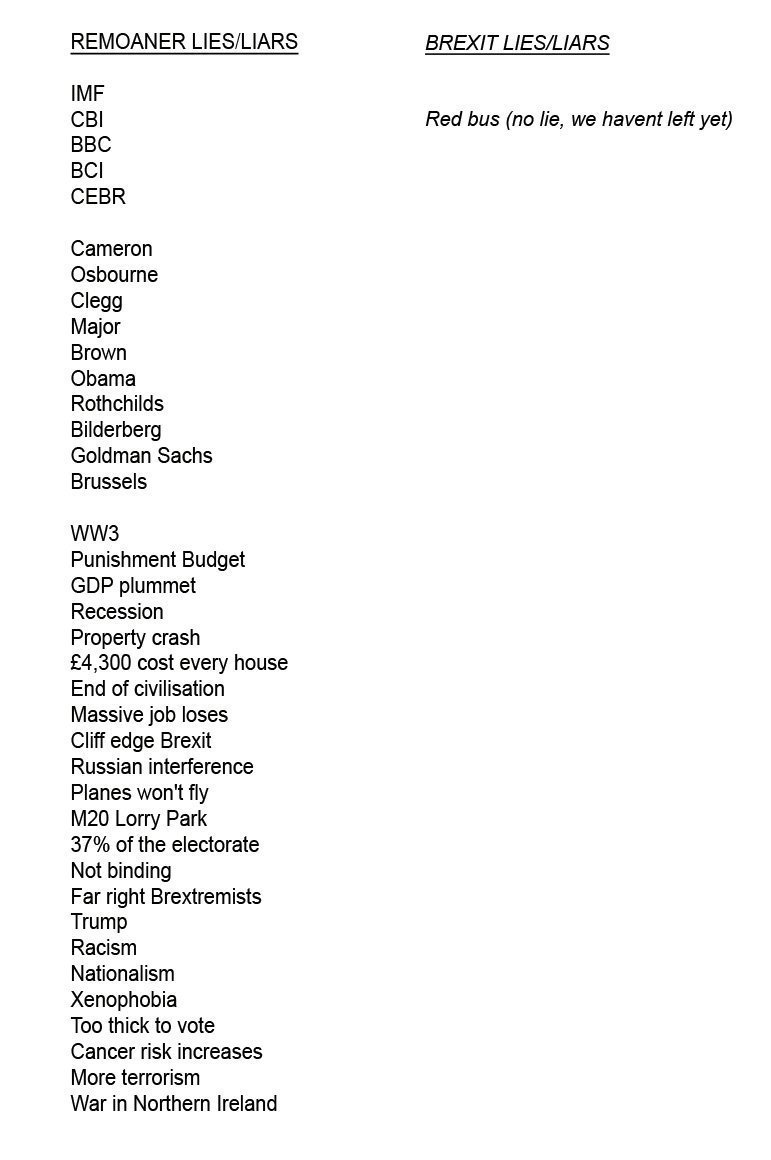 REMOANER LIES/LIARS
IMF
CBI
BBC
BCI
CEBR
Cameron
Osbourne
Clegg
Major
Brown
Obama
Rothchilds
Bilderberg
Goldman Sachs
Brussels
WW3
Punishment Budget
GDP plummet
Recession
Property crash
£4,300 cost every house
End of civilisation
Massive job loses
Cliff edge Brexit
Russian interference
Planes won't fly
M20 Lorry Park
37% of the electorate
Not binding
Far right Brextremists
Trump
Racism
Nationalism
Xenophobia
Too thick to vote
Cancer risk increases
More terrorism
War in Northern Ireland
BREXIT LIES/LIARS
Red bus (no lie, we havent left yet)